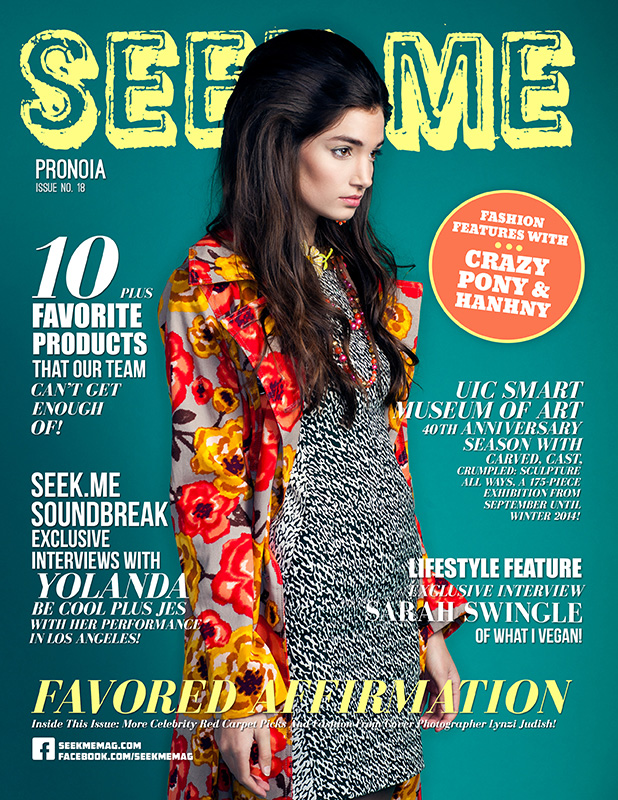 SEEK ME
PRONOIA
ISSUE NO. 18
FASHION
FEATURES WITH
CRAZY
PONY &
HANHNY
10 PLUS
FAVORITE
PRODUCTS
THAT OUR TEAM
CAN'T GET
ENOUGH
OF!
UIC SMART
MUSEUM OF ART
40TH ANNIVERSARY
SEASON WITH
CARVED, CAST,
CRUMPLED: SCULPTURE
ALL WAYS, A 175-PIECE
EXHIBITION FROM
SEPTEMBER UNTIL
WINTER 2014!
SEEK.ME
SOUNDBREAK
EXCLUSIVE
INTERVIEWS WITH
YOLANDA
BE COOL PLUS JES
WITH HER PERFORMANCE
IN LOS ANGELES!
LIFESTYLE FEATURE
EXCLUSIVE INTERVIEW
SARAH SWINGLE
OF WHAT I VEGAN!
FAVORED AFFIRMATION
Inside This Issue: More Celebrity Red Carpet Picks And Fashion From Cover Photographer Lynzi Judish!
f SEEKMEMAG.COM
FACEBOOK.COM/SEEKMEMAG